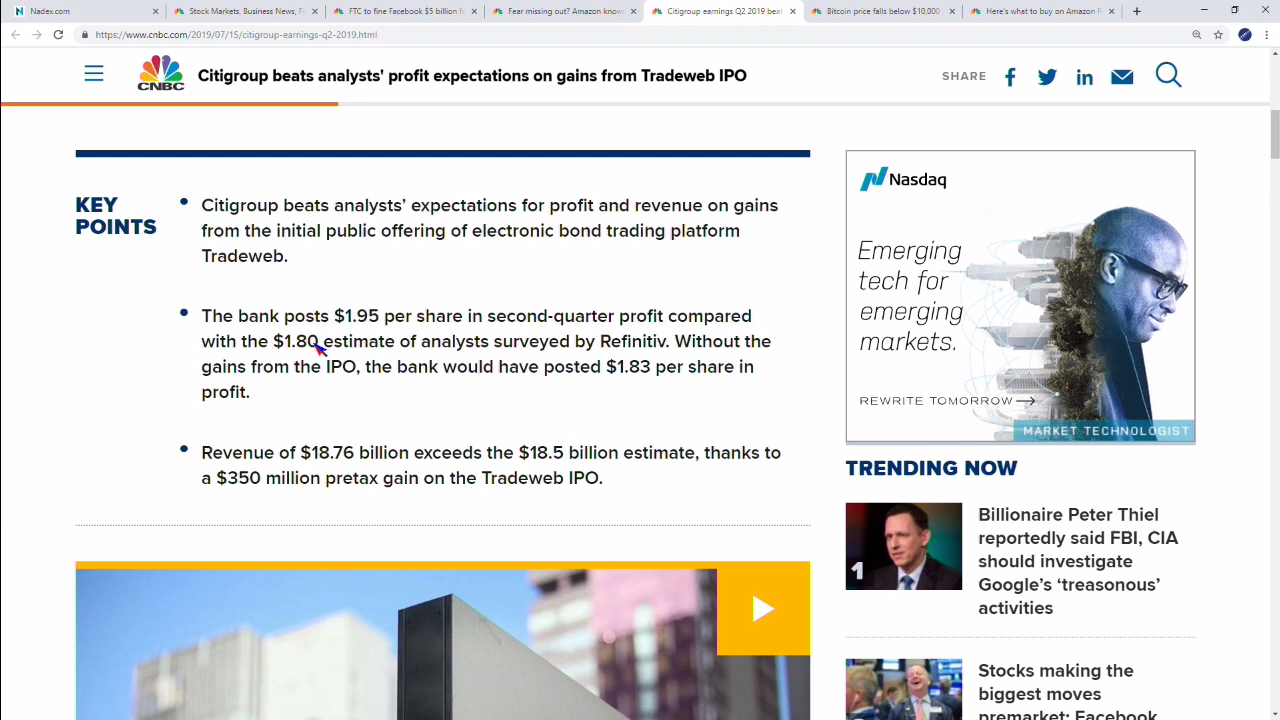 Nadex.com
Stock Markets, Business News, Fi
FTC to fine Facebook $5 billion f
Fear missing out? Amazon know
Citigroup earnings Q2 2019 beat
Bitcoin price falls below $10,000
Here's what to buy on Amazon P
https://www.cnbc.com/2019/07/15/citigroup-earnings-q2-2019.html
CNBC
Citigroup beats analysts' profit expectations on gains from Tradeweb IPO
SHARE
KEY
POINTS
Citigroup beats analysts’ expectations for profit and revenue on gains
from the initial public offering of electronic bond trading platform
Tradeweb.
The bank posts $1.95 per share in second-quarter profit compared
with the $1.80 estimate of analysts surveyed by Refinitiv. Without the
gains from the IPO, the bank would have posted $1.83 per share in
profit.
Revenue of $18.76 billion exceeds the $18.5 billion estimate, thanks to
a $350 million pretax gain on the Tradeweb IPO.
Nasdaq
Emerging
tech for
emerging
markets.
REWRITE TOMORROW
MARKET TECHNOLOGIST
TRENDING NOW
1
Billionaire Peter Thiel
reportedly said FBI, CIA
should investigate
Google’s ‘treasonous’
activities
Stocks making the
biggest moves
premarket: Facebook